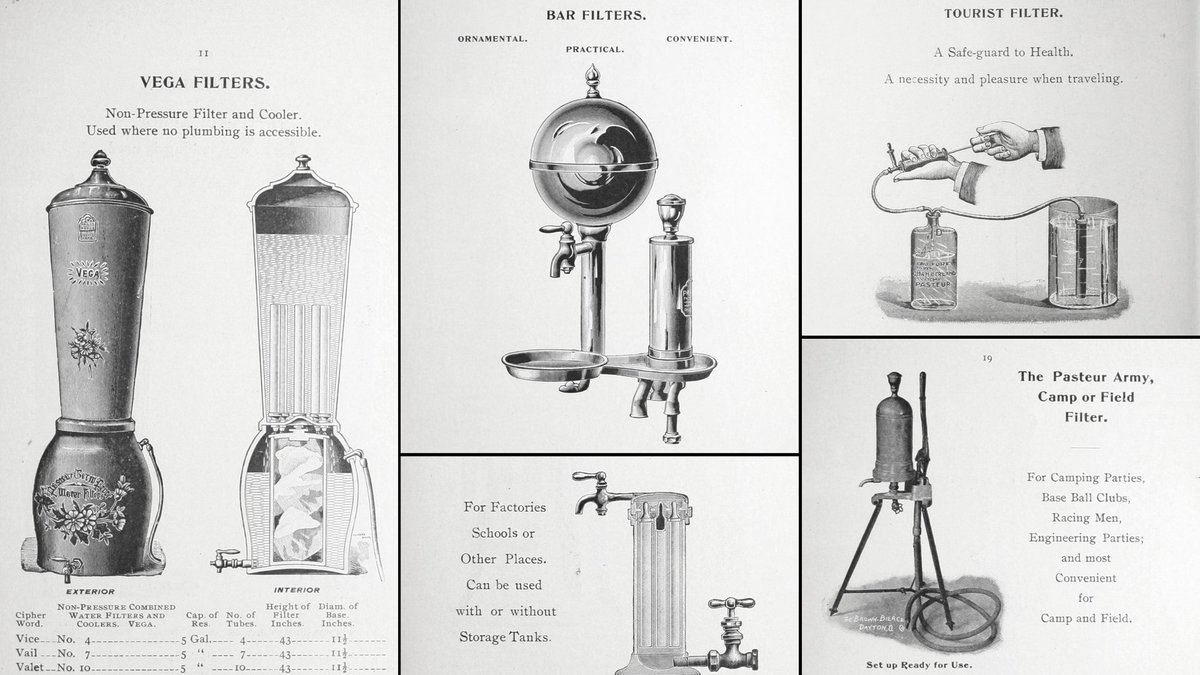 11
VEGA FILTERS.
Non-Pressure Filter and Cooler.
Used where no plumbing is accessible.
VEGA
Water Filter
EXTERIOR
INTERIOR
Cipher Word. Non-Pressure Combined Water Filters and Coolers. Vega. Cap. of Res. No. of Tubes. Height of Filter Inches. Diam. of Base. Inches.
Vice No. 4 5 Gal. 4 43 11½
Vail No. 7 5 “ 7 43 11½
Valet No. 10 5 “ 10 43 11½
BAR FILTERS.
ORNAMENTAL.
PRACTICAL.
CONVENIENT.
For Factories
Schools or
Other Places.
Can be used
with or without
Storage Tanks.
TOURIST FILTER.
A Safe-guard to Health.
A necessity and pleasure when traveling.
PASTEUR
19
The Pasteur Army,
Camp or Field
Filter.
For Camping Parties,
Base Ball Clubs,
Racing Men,
Engineering Parties;
and most
Convenient
for
Camp and Field.
DAYTON, O.
Set up Ready for Use.